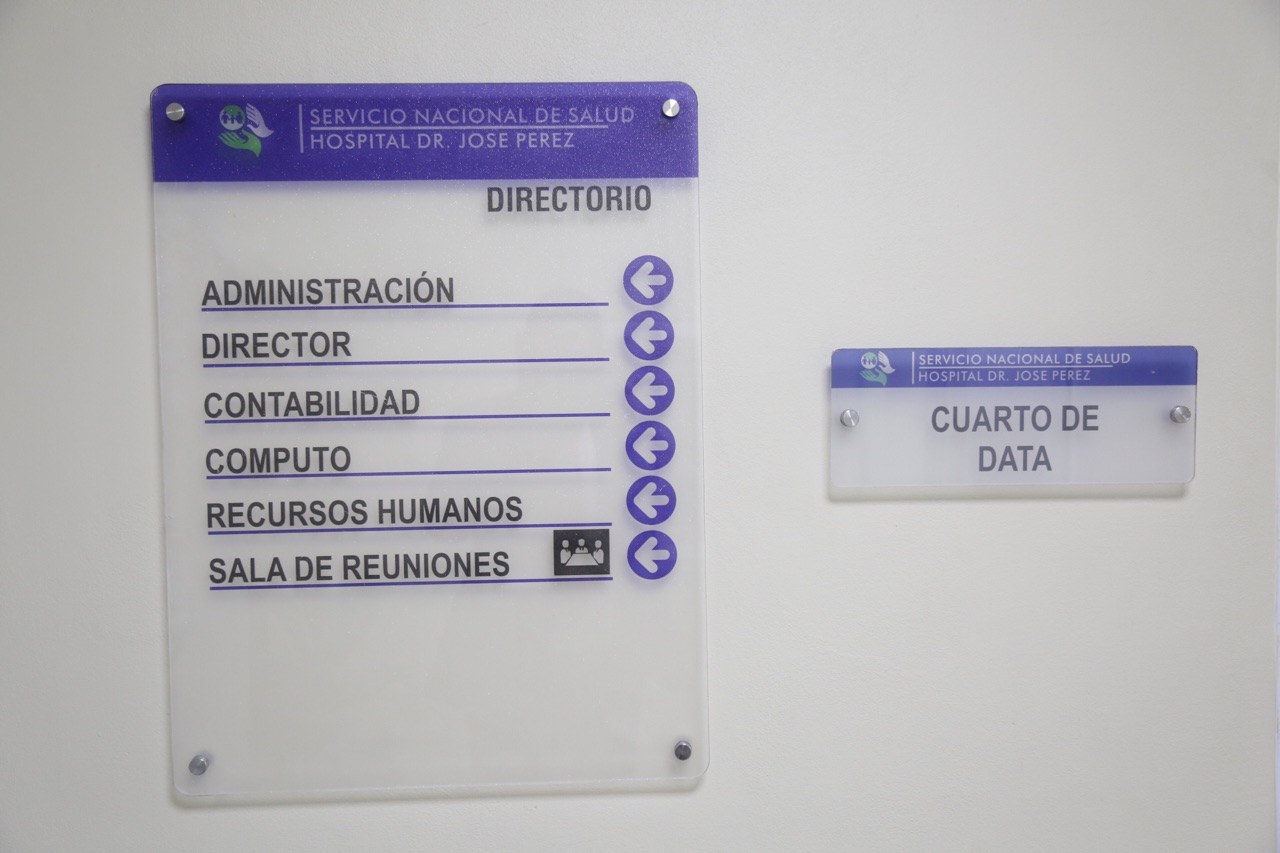 SERVICIO NACIONAL DE SALUD
HOSPITAL DR. JOSE PEREZ
DIRECTORIO
ADMINISTRACIÓN
DIRECTOR
CONTABILIDAD
COMPUTO
RECURSOS HUMANOS
SALA DE REUNIONES
SERVICIO NACIONAL DE SALUD
HOSPITAL DR. JOSE PEREZ
CUARTO DE
DATA